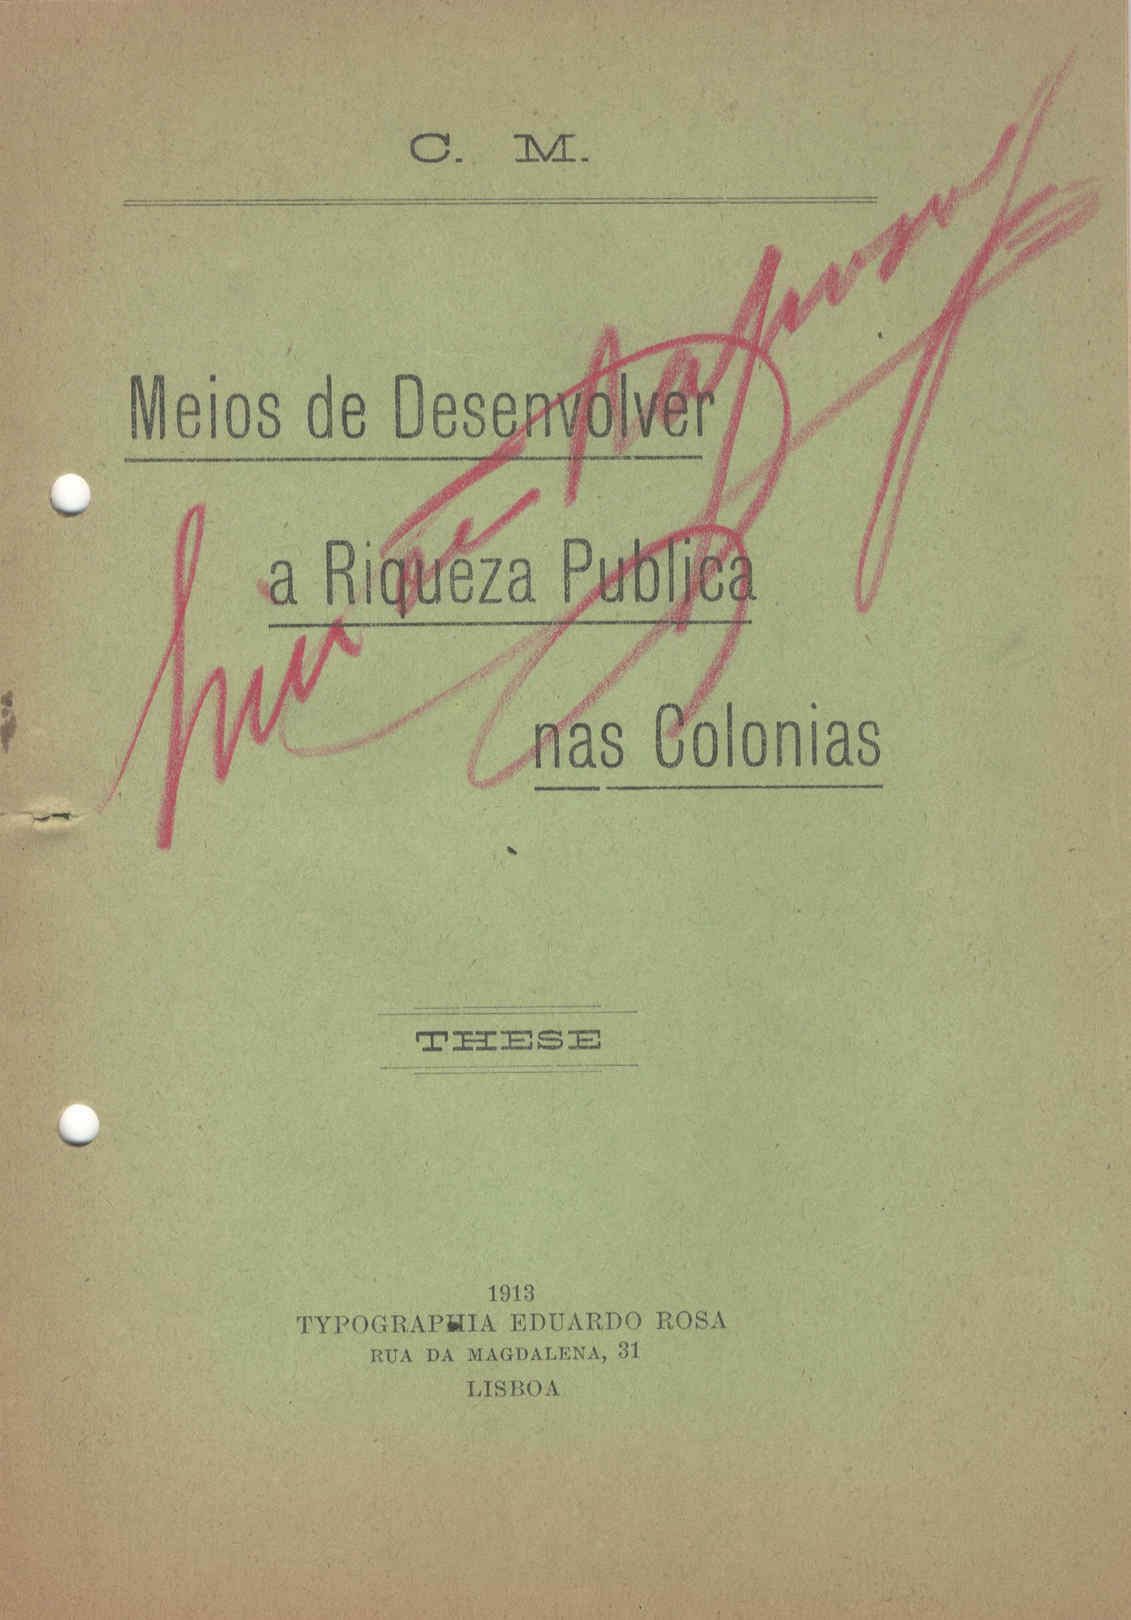 C. M.
Meios de Desenvolver
a Riqueza Publica
nas Colonias
THESE
1913
TYPOGRAPHIA EDUARDO ROSA
RUA DA MAGDALENA, 31
LISBOA